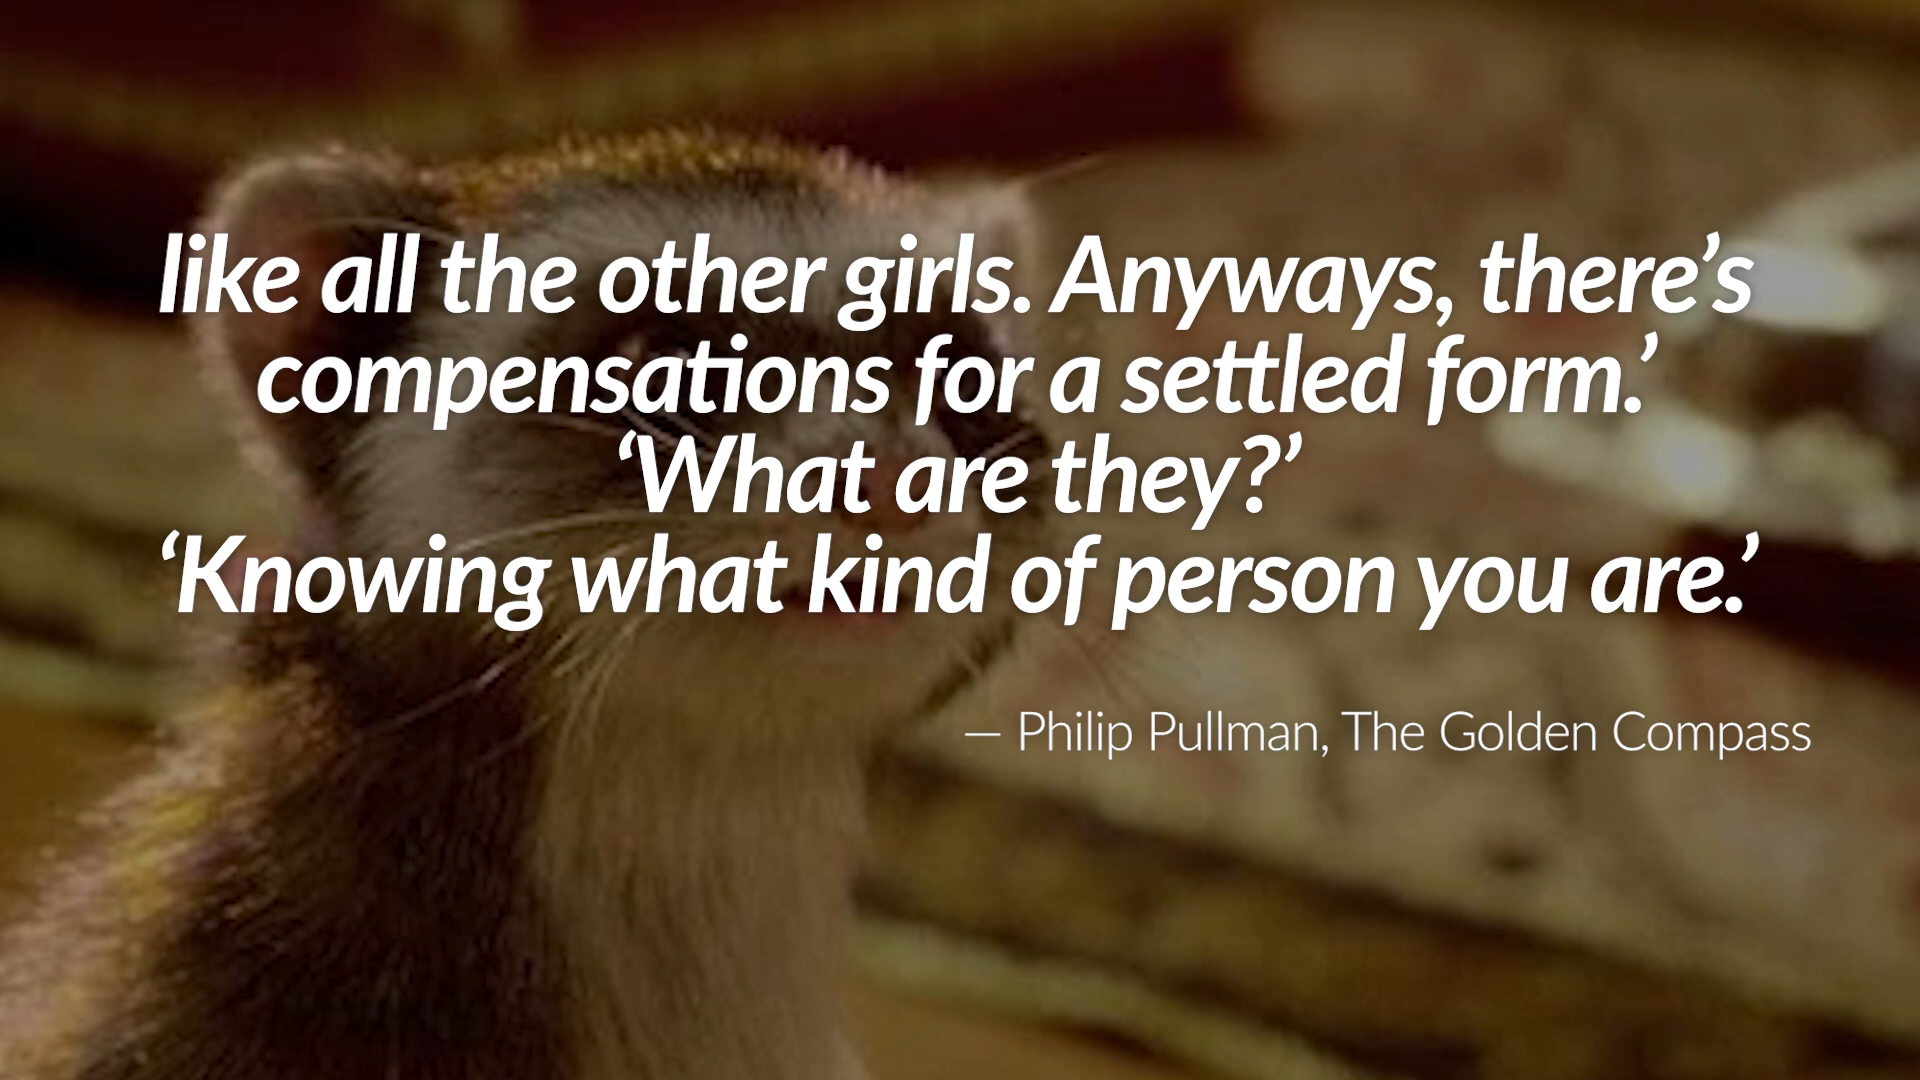 like all the other girls. Anyways, there’s
compensations for a settled form.’
‘What are they?’
‘Knowing what kind of person you are.’
— Philip Pullman, The Golden Compass